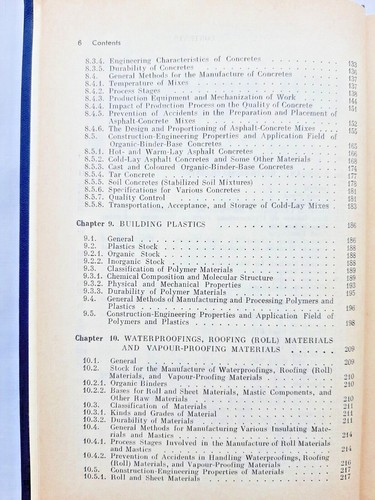 6 Contents
8.3.4. Engineering Characteristics of Concretes . . . 133
8.3.5. Durability of Concretes . . . 136
8.4. General Methods for the Manufacture of Concretes . . . 137
8.4.1. Temperature of Mixes . . . 137
8.4.2. Process Stages . . . 138
8.4.3. Production Equipment and Mechanization of Work . . . 144
8.4.4. Impact of Production Process on the Quality of Concrete . . . 151
8.4.5. Prevention of Accidents in the Preparation and Placement of
Asphalt-Concrete Mixes . . . 152
8.4.6. The Design and Proportioning of Asphalt-Concrete Mixes . . . 155
8.5. Construction-Engineering Properties and Application Field of
Organic-Binder-Base Concretes . . . 165
8.5.1. Hot- and Warm-Lay Asphalt Concretes . . . 166
8.5.2. Cold-Lay Asphalt Concretes and Some Other Materials . . . 168
8.5.3. Cast and Coloured Organic-Binder-Base Concretes . . . 174
8.5.4. Tar Concrete . . . 177
8.5.5. Soil Concretes (Stabilized Soil Mixtures) . . . 178
8.5.6. Specifications for Various Concretes . . . 181
8.5.7. Quality Control . . . 181
8.5.8. Transportation, Acceptance, and Storage of Cold-Lay Mixes . 183
Chapter 9. BUILDING PLASTICS . . . 186
9.1. General . . . 186
9.2. Plastics Stock . . . 188
9.2.1. Organic Stock . . . 188
9.2.2. Inorganic Stock . . . 188
9.3. Classification of Polymer Materials . . . 189
9.3.1. Chemical Composition and Molecular Structure . . . 189
9.3.2. Physical and Mechanical Properties . . . 193
9.3.3. Durability of Polymer Materials . . . 195
9.4. General Methods of Manufacturing and Processing Polymers and
Plastics . . . 196
9.5. Construction-Engineering Properties and Application Field of
Polymers and Plastics . . . 198
Chapter 10. WATERPROOFINGS, ROOFING (ROLL) MATERIALS
AND VAPOUR-PROOFING MATERIALS . . . 209
10.1. General . . . 209
10.2. Stock for the Manufacture of Waterproofings, Roofing (Roll)
Materials, and Vapour-Proofing Materials . . . 210
10.2.1. Organic Binders . . . 210
10.2.2. Bases for Roll and Sheet Materials, Mastic Components, and
Other Raw Materials . . . 210
10.3. Classification of Materials . . . 211
10.3.1. Kinds and Grades of Material . . . 211
10.3.2. Durability of Materials . . . 211
10.4. General Methods for Manufacturing Various Insulating Mate-
rials and Mastics . . . 214
10.4.1. Process Stages Involved in the Manufacture of Roll Materials
and Mastics . . . 214
10.4.2. Prevention of Accidents in Handling Waterproofings, Roofing
(Roll) Materials, and Vapour-Proofing Materials . . . 216
10.5. Construction-Engineering Properties of Materials . . . 217
10.5.1. Roll and Sheet Materials . . . 217